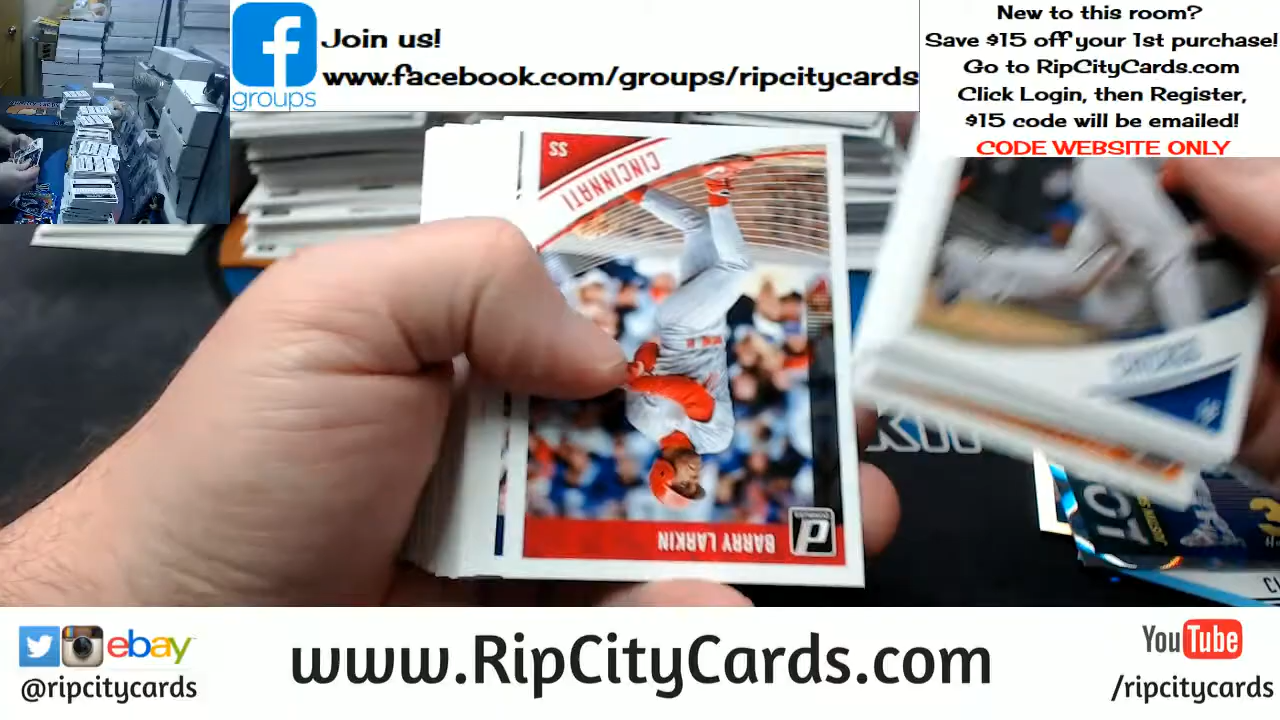 Join us!
www.facebook.com/groups/ripcitycards
groups
New to this room?
Save $15 off your 1st purchase!
Go to RipCityCards.com
Click Login, then Register,
$15 code will be emailed!
CODE WEBSITE ONLY
SS
CINCINNATI
BARRY LARKIN
ebay
@ripcitycards
www.RipCityCards.com
YouTube
/ripcitycards